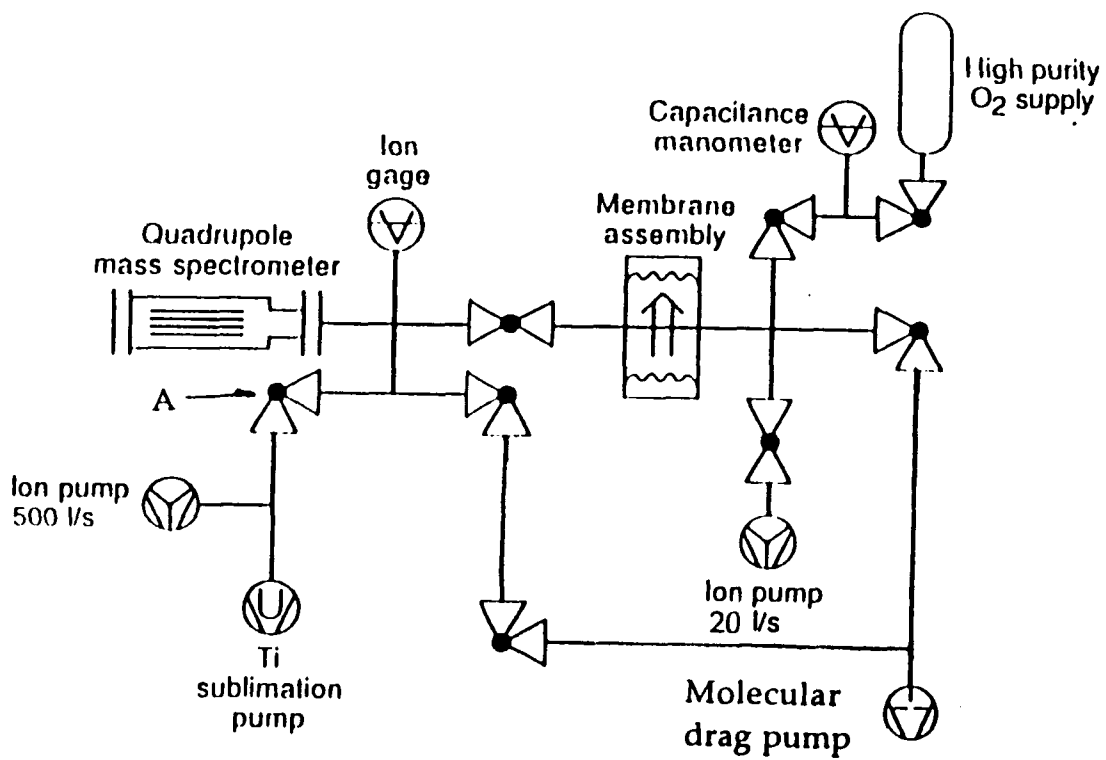 High purity
O2 supply
Capacitance
manometer
Ion
gage
Membrane
assembly
Quadrupole
mass spectrometer
A
Ion pump
500 l/s
Ion pump
20 l/s
Ti
sublimation
pump
Molecular
drag pump